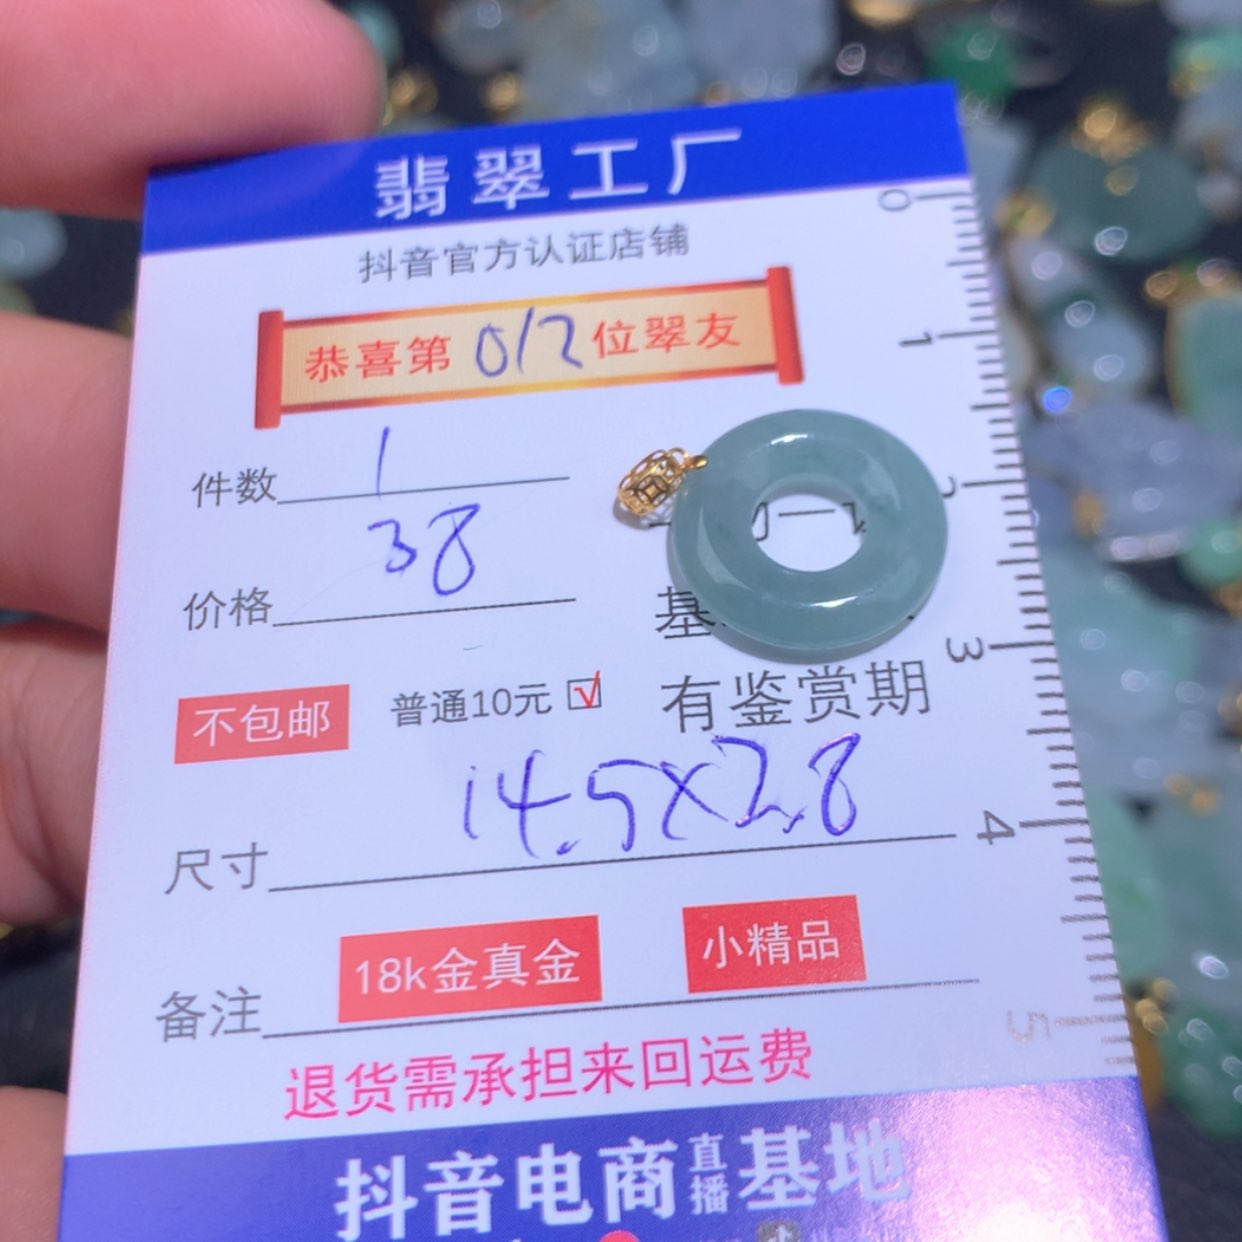 翡翠工厂
抖音官方认证店铺
恭喜第 012 位翠友
件数 1
价格 38
基
不包邮 普通10元 ☑ 有鉴赏期
尺寸 14.5×2.8
备注 18k金真金 小精品
退货需承担来回运费
抖音电商直播基地
0
1
2
3
4
5